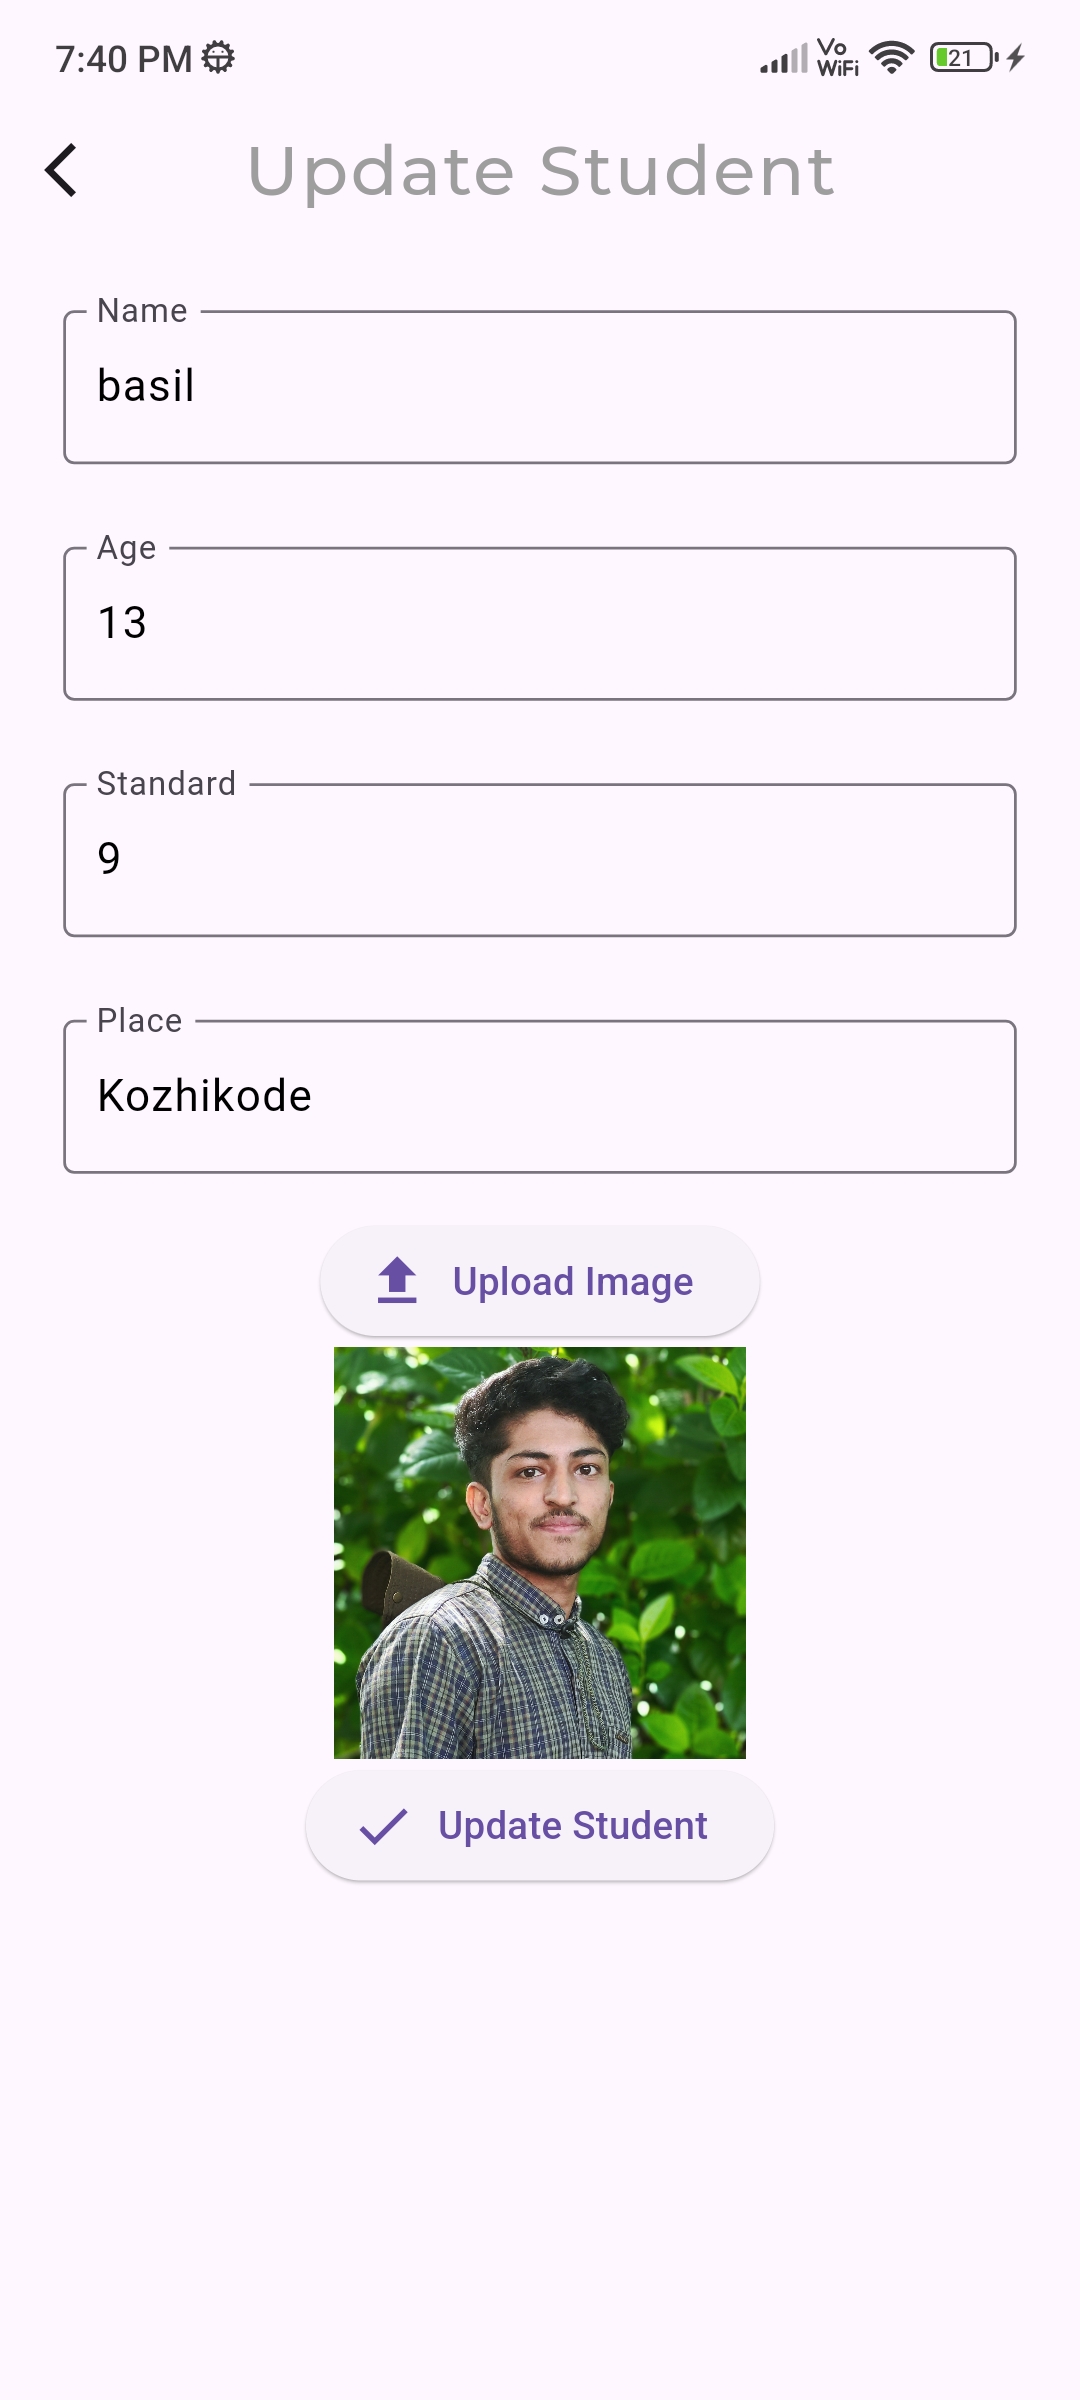 7:40 PM
Vo
WiFi
21
Update Student
Name
basil
Age
13
Standard
9
Place
Kozhikode
Upload Image
Update Student